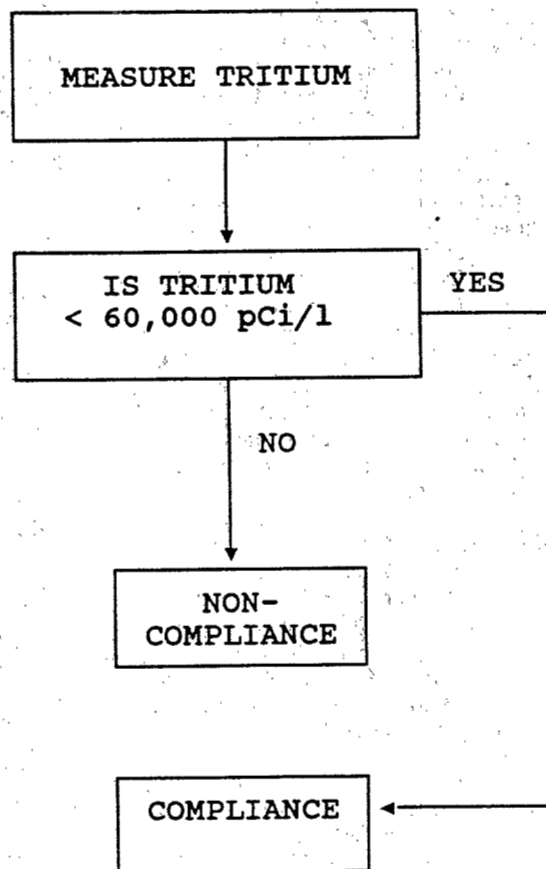 MEASURE TRITIUM
IS TRITIUM
< 60,000 pCi/l
YES
NO
NON-
COMPLIANCE
COMPLIANCE